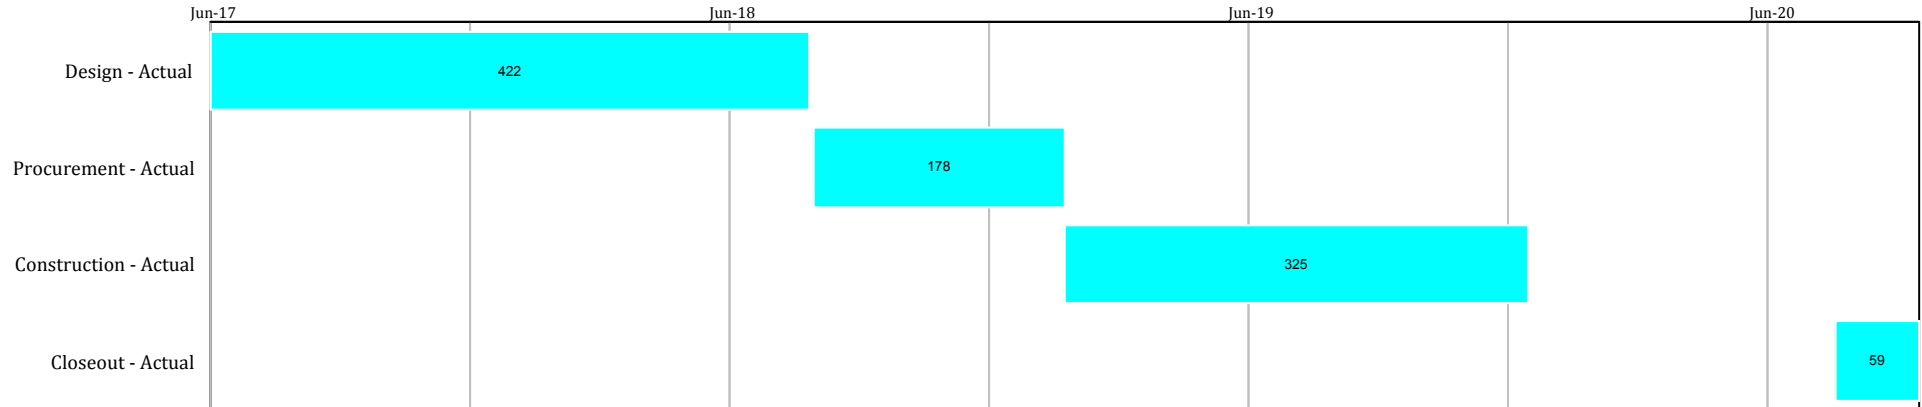 Jun-17 Jun-18 Jun-19 Jun-20
Design - Actual 422
Procurement - Actual 178
Construction - Actual 325
Closeout - Actual 59